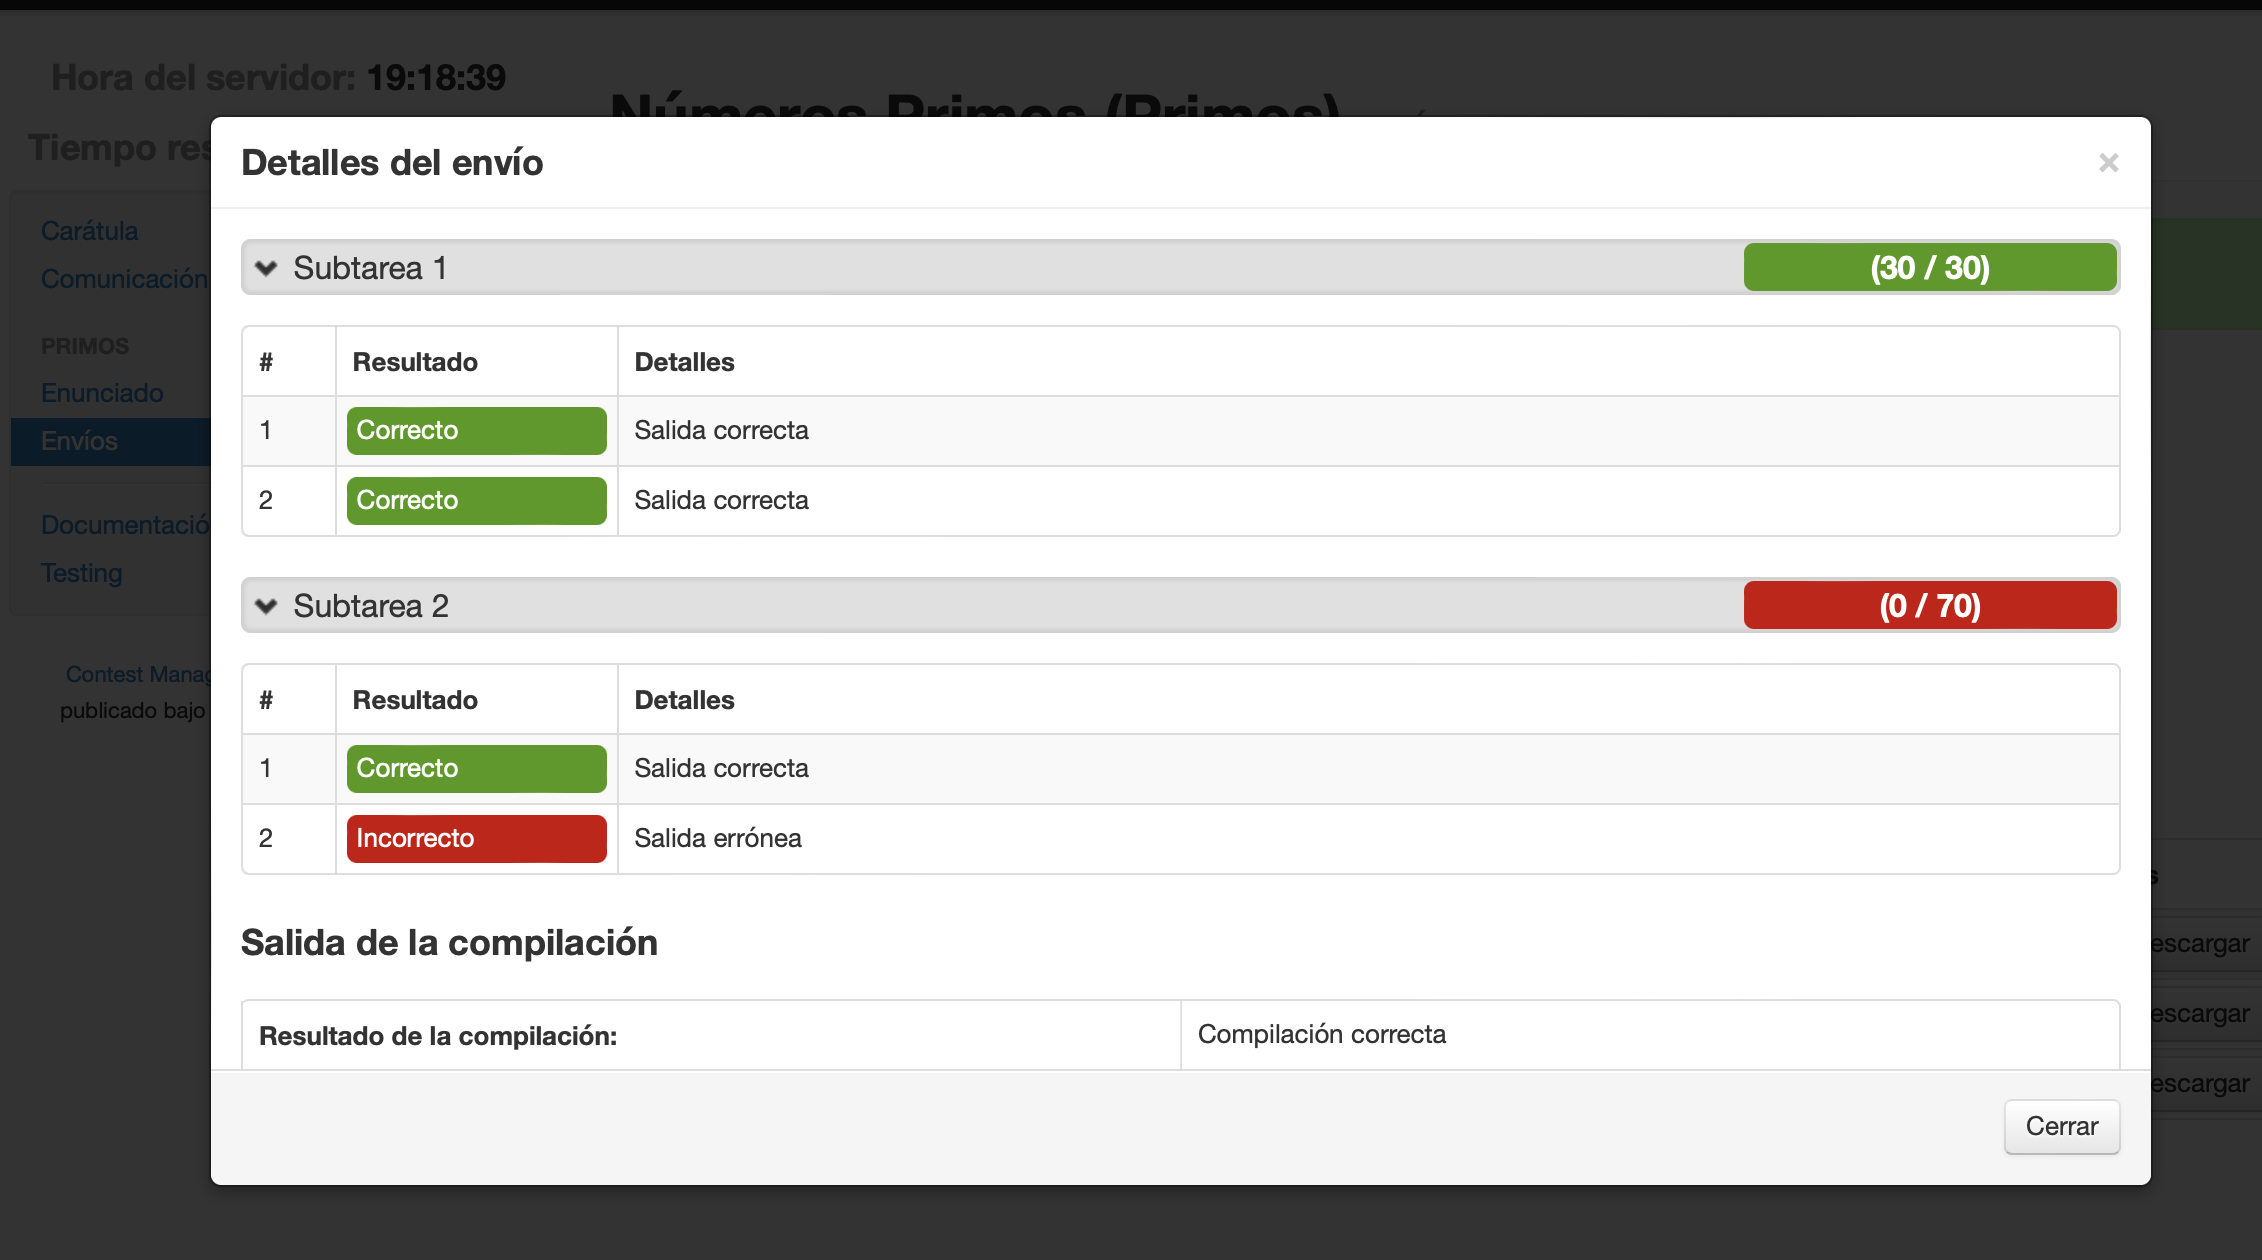 Hora del servidor: 19:18:39
Números Primos (Primos)
Tiempo res
Detalles del envío
×
Carátula
Comunicación
PRIMOS
Enunciado
Envíos
Documentació
Testing
Contest Manag
publicado bajo
Subtarea 1 (30 / 30)
# Resultado Detalles
1 Correcto Salida correcta
2 Correcto Salida correcta
Subtarea 2 (0 / 70)
# Resultado Detalles
1 Correcto Salida correcta
2 Incorrecto Salida errónea
Salida de la compilación
Resultado de la compilación: Compilación correcta
s
escargar
escargar
escargar
Cerrar